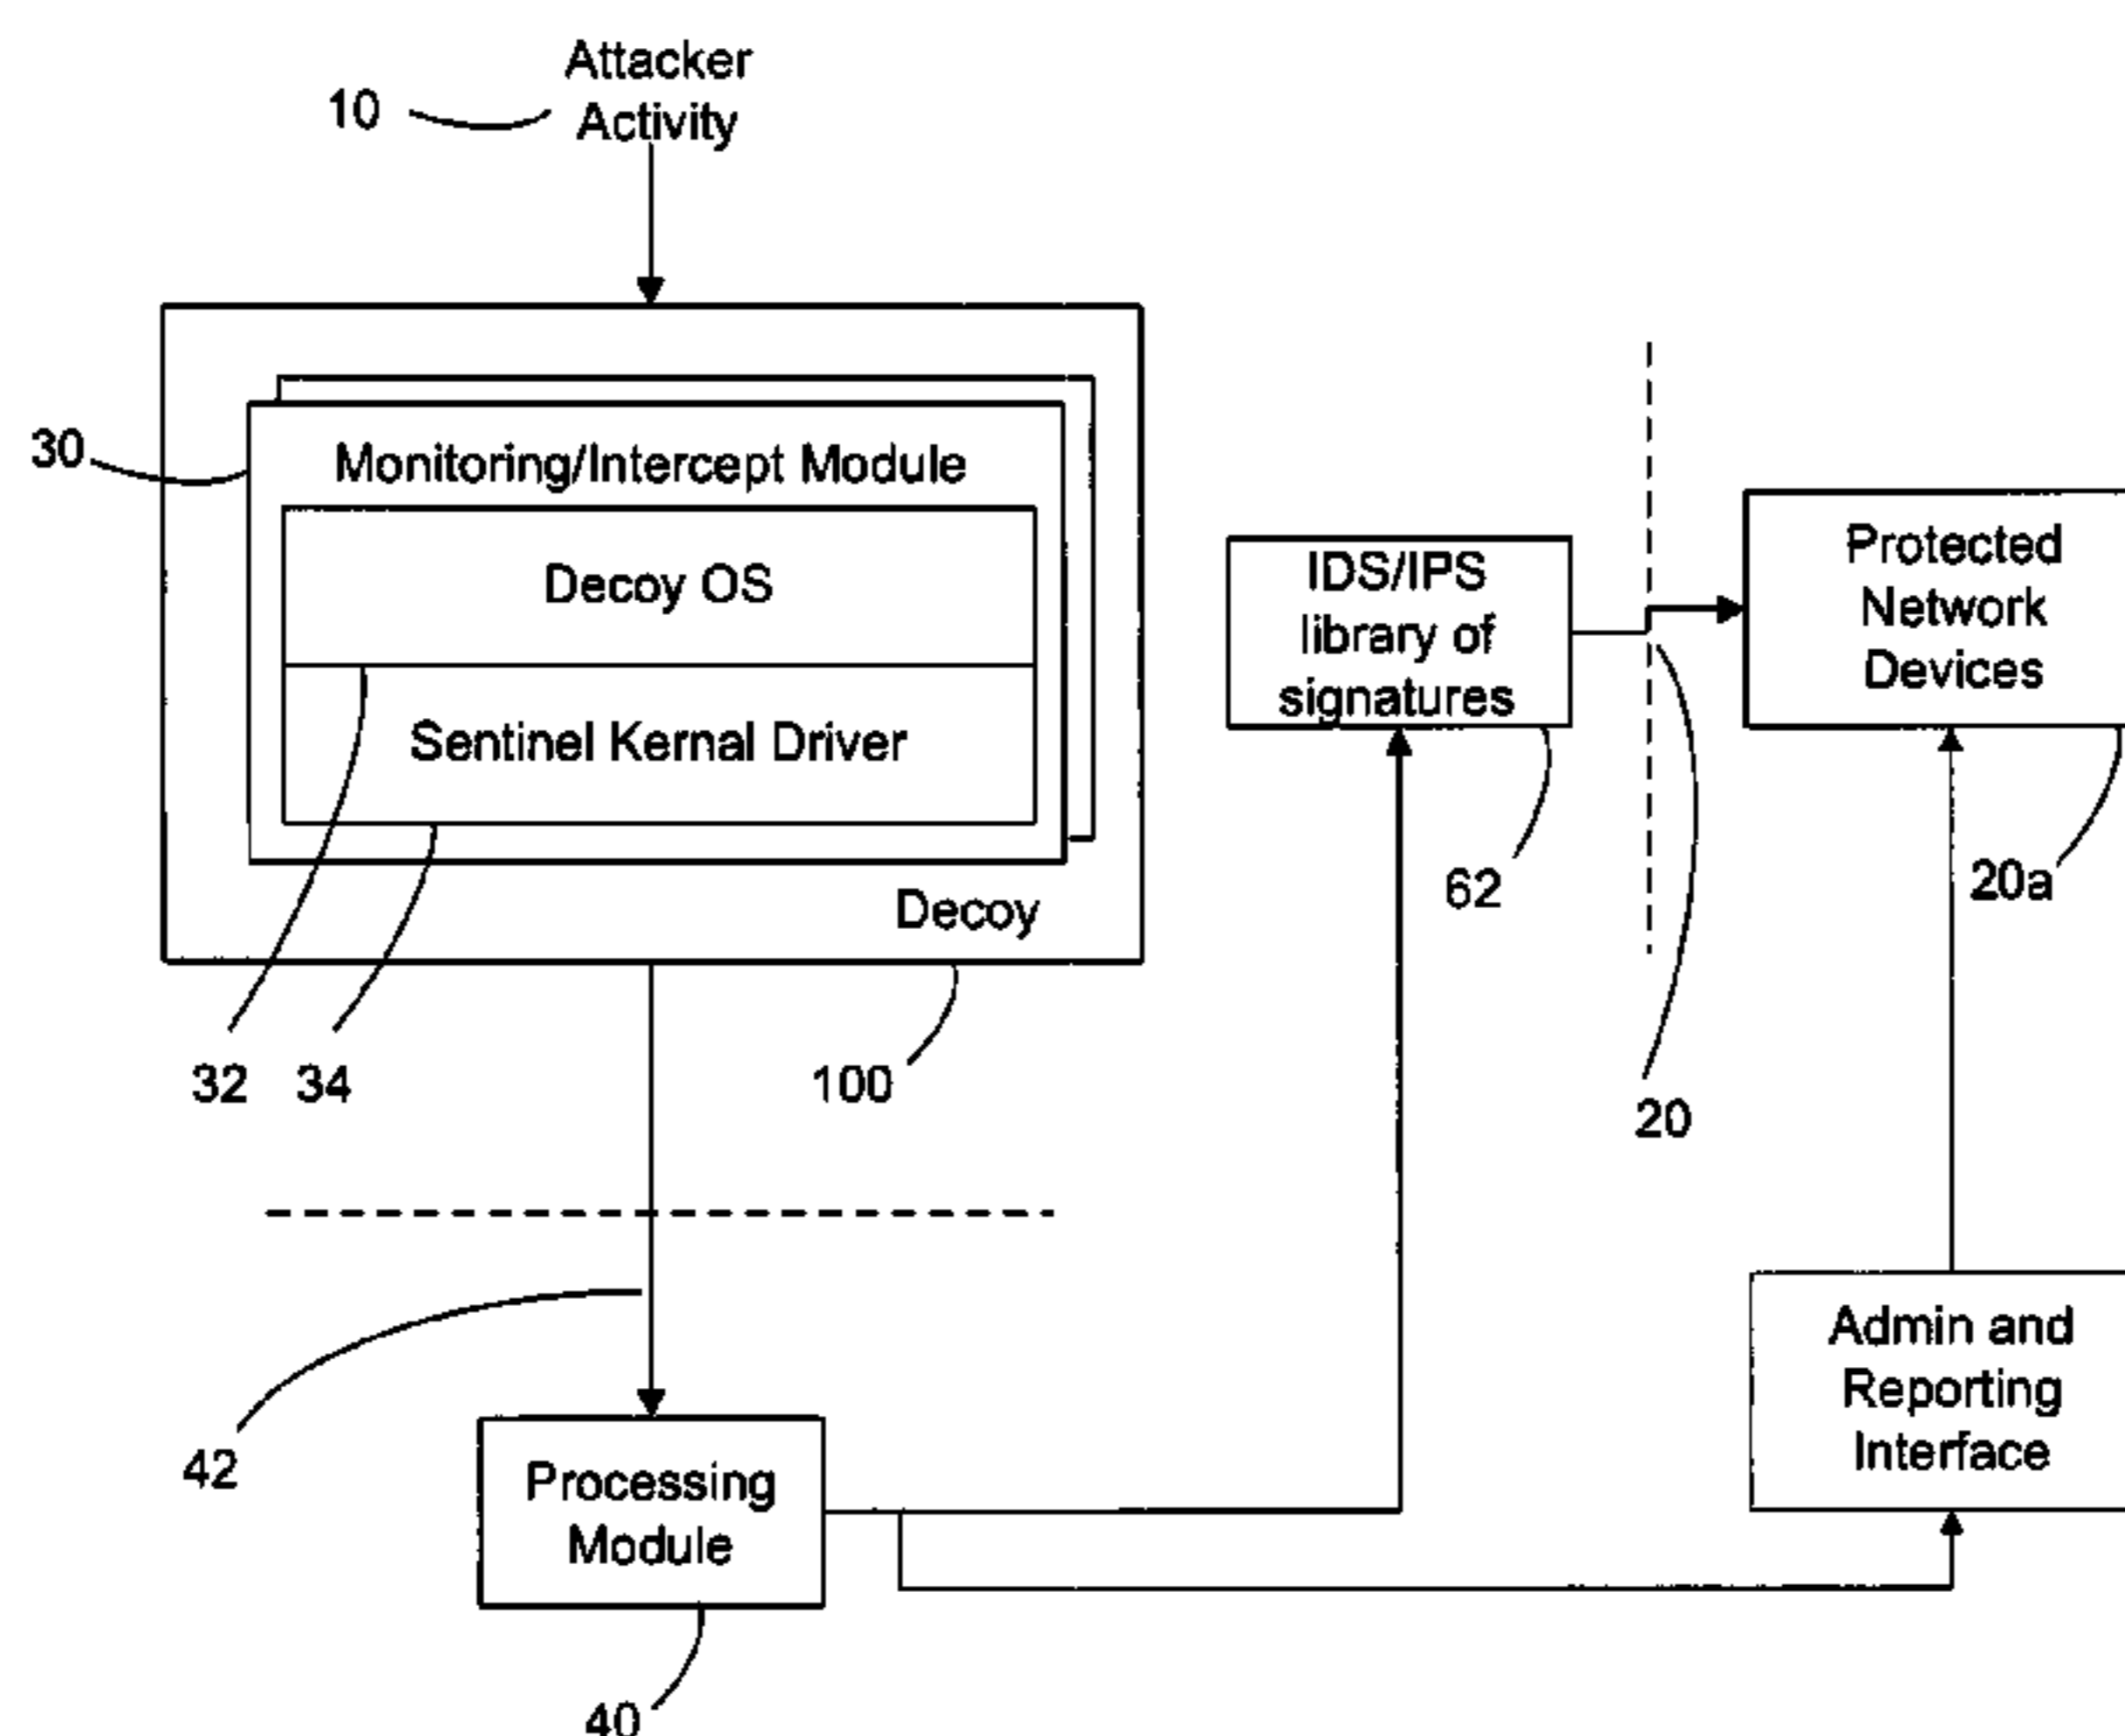 Attacker
Activity
10
30
Monitoring/Intercept Module
Decoy OS
Sentinel Kernal Driver
Decoy
32
34
100
IDS/IPS
library of
signatures
62
20
Protected
Network
Devices
20a
42
Processing
Module
40
Admin and
Reporting
Interface